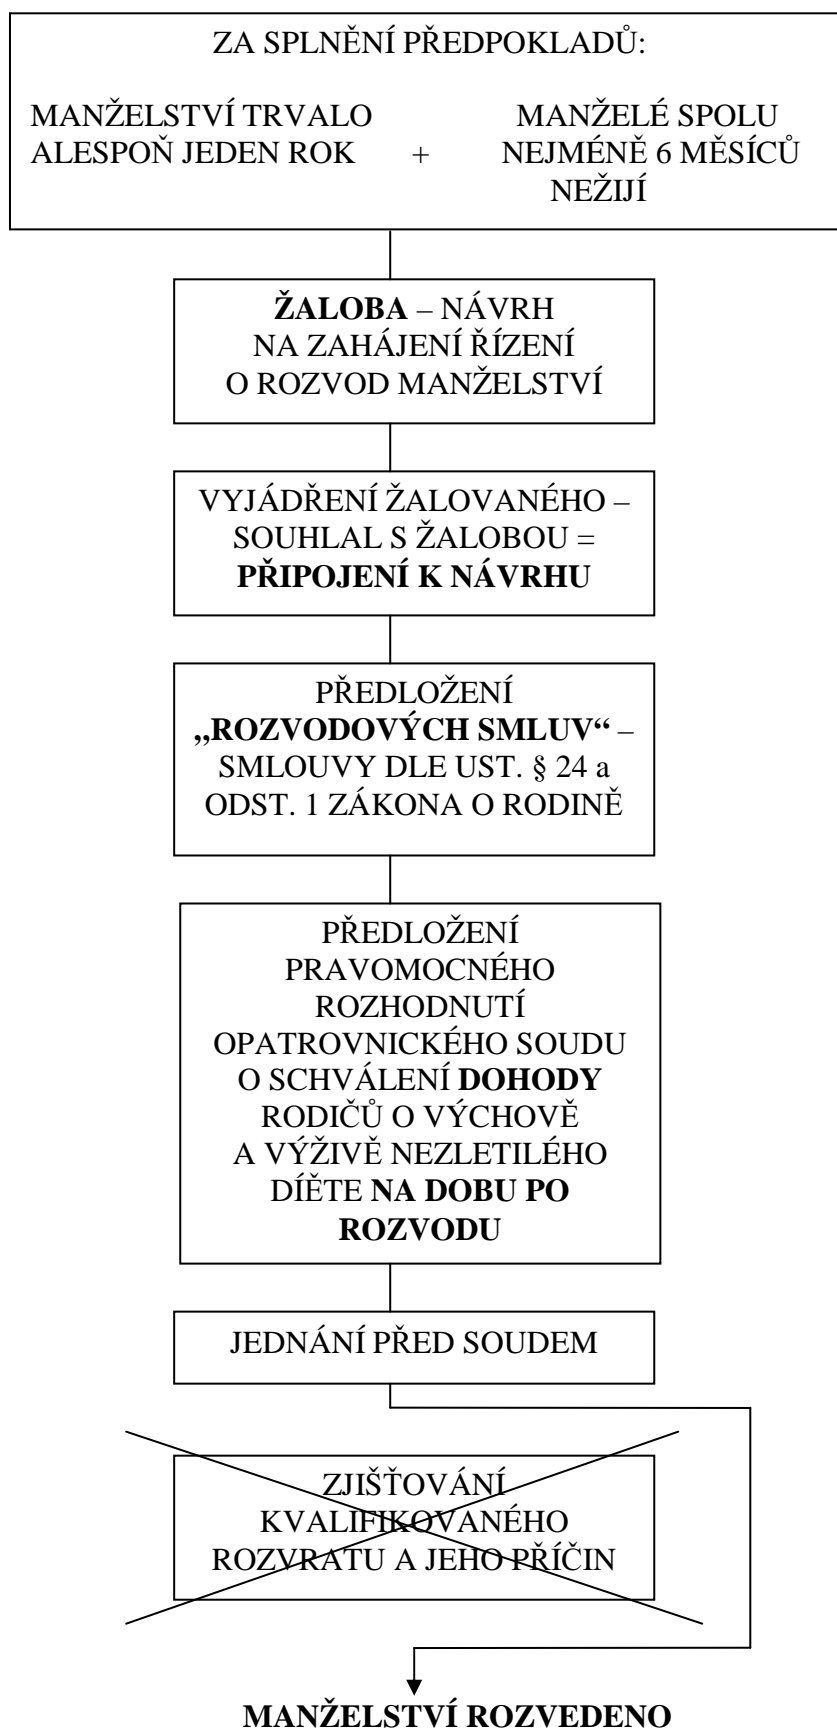 ZA SPLNĚNÍ PŘEDPOKLADŮ:
MANŽELSTVÍ TRVALO MANŽELÉ SPOLU
ALESPOŇ JEDEN ROK + NEJMÉNĚ 6 MĚSÍCŮ
NEŽIJÍ
ŽALOBA – NÁVRH
NA ZAHÁJENÍ ŘÍZENÍ
O ROZVOD MANŽELSTVÍ
VYJÁDŘENÍ ŽALOVANÉHO –
SOUHLAL S ŽALOBOU =
PŘIPOJENÍ K NÁVRHU
PŘEDLOŽENÍ
„ROZVODOVÝCH SMLUV“ –
SMLOUVY DLE UST. § 24 a
ODST. 1 ZÁKONA O RODINĚ
PŘEDLOŽENÍ
PRAVOMOCNÉHO
ROZHODNUTÍ
OPATROVNICKÉHO SOUDU
O SCHVÁLENÍ DOHODY
RODIČŮ O VÝCHOVĚ
A VÝŽIVĚ NEZLETILÉHO
DÍĚTE NA DOBU PO
ROZVODU
JEDNÁNÍ PŘED SOUDEM
ZJIŠŤOVÁNÍ
KVALIFIKOVANÉHO
ROZVRATU A JEHO PŘÍČIN
MANŽELSTVÍ ROZVEDENO